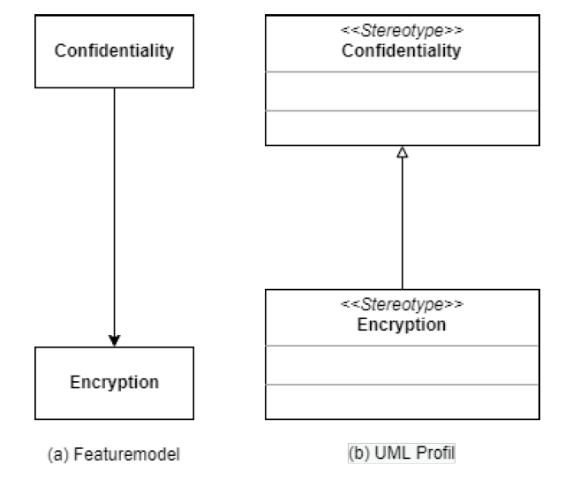 Confidentiality
Encryption
(a) Featuremodel
<<Stereotype>>
Confidentiality
<<Stereotype>>
Encryption
(b) UML Profil